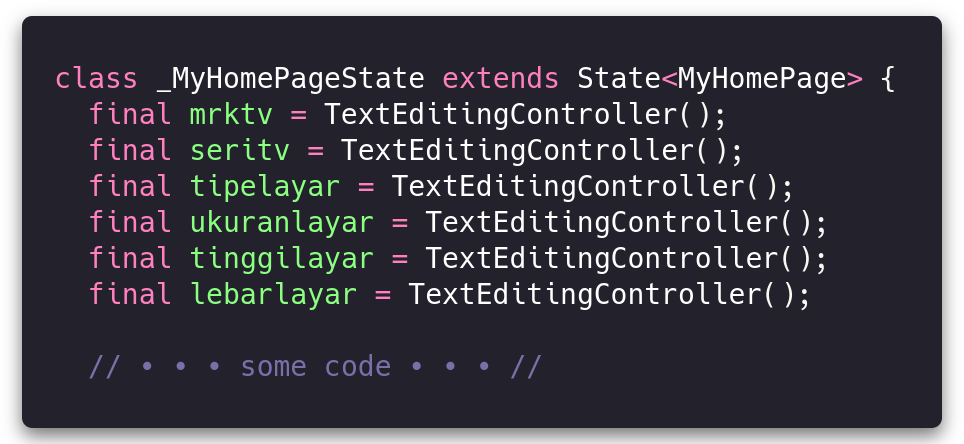 class _MyHomePageState extends State<MyHomePage> {
  final mrktv = TextEditingController();
  final seritv = TextEditingController();
  final tipelayar = TextEditingController();
  final ukuranlayar = TextEditingController();
  final tinggilayar = TextEditingController();
  final lebarlayar = TextEditingController();

  // • • • some code • • • //